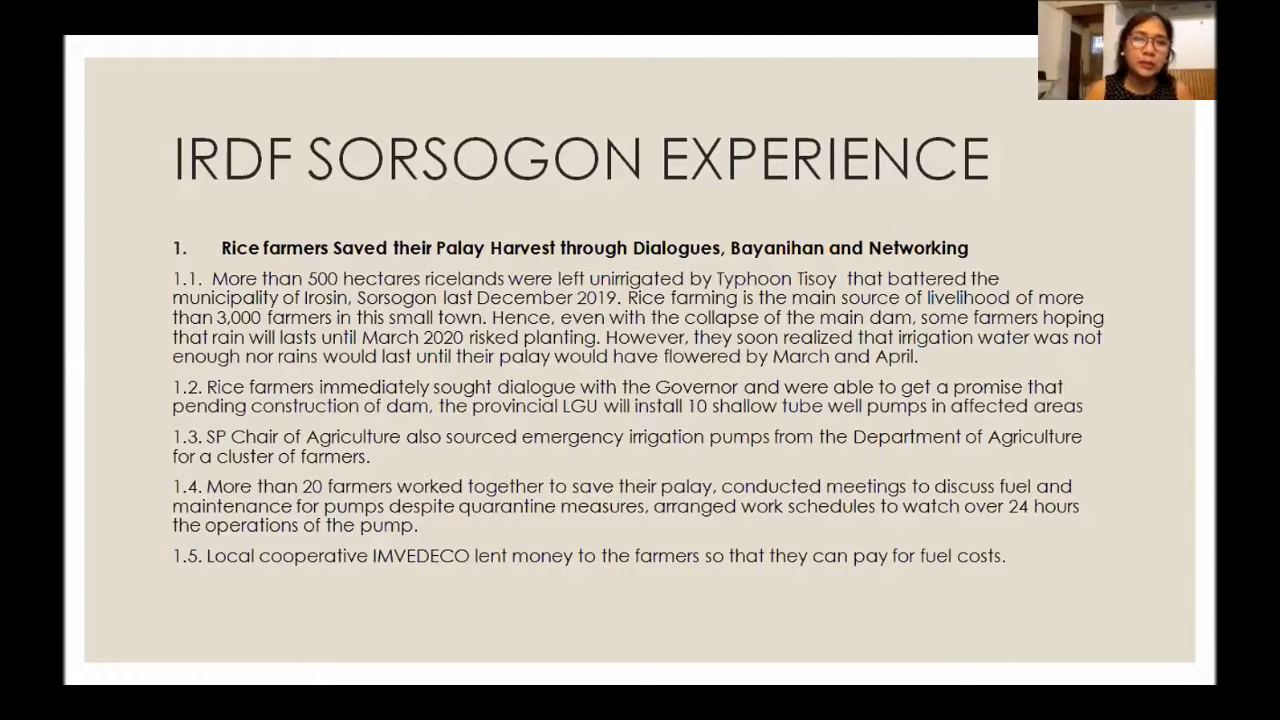 IRDF SORSOGON EXPERIENCE
1. Rice farmers Saved their Palay Harvest through Dialogues, Bayanihan and Networking
1.1. More than 500 hectares ricelands were left unirrigated by Typhoon Tisoy that battered the
municipality of Irosin, Sorsogon last December 2019. Rice farming is the main source of livelihood of more
than 3,000 farmers in this small town. Hence, even with the collapse of the main dam, some farmers hoping
that rain will lasts until March 2020 risked planting. However, they soon realized that irrigation water was not
enough nor rains would last until their palay would have flowered by March and April.
1.2. Rice farmers immediately sought dialogue with the Governor and were able to get a promise that
pending construction of dam, the provincial LGU will install 10 shallow tube well pumps in affected areas
1.3. SP Chair of Agriculture also sourced emergency irrigation pumps from the Department of Agriculture
for a cluster of farmers.
1.4. More than 20 farmers worked together to save their palay, conducted meetings to discuss fuel and
maintenance for pumps despite quarantine measures, arranged work schedules to watch over 24 hours
the operations of the pump.
1.5. Local cooperative IMVEDECO lent money to the farmers so that they can pay for fuel costs.